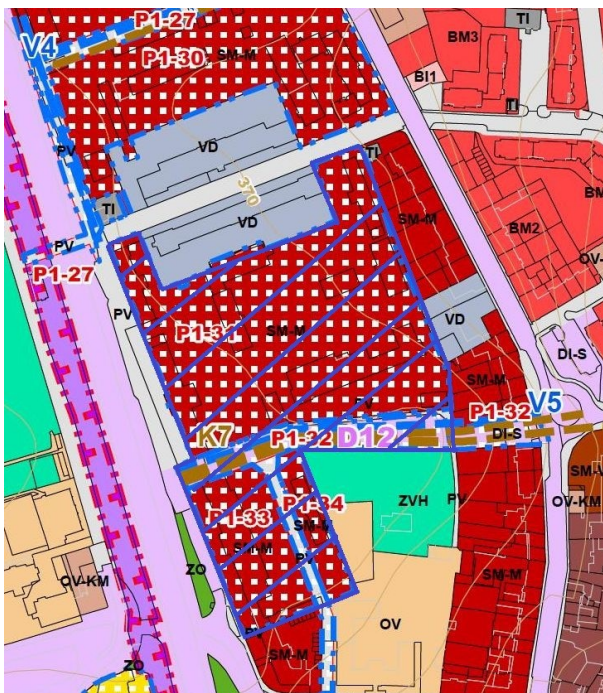 P1-27
TI
BM3
V4
SM-M
P1-30
BI1
TI
PV
VD
TI
370
TI
VD
SM-M
BM2
PV
P1-27
OV-
PV
P1-31
SM-M
VD
DI-S
SM-M
PV
V5
P1-32
K7
P1-32
D12
DI-S
P1-34
ZVH
PV
OV-KM
P1-33
SM-M
PV
ZO
OV-KM
SM-M
OV
SM-M
ZO